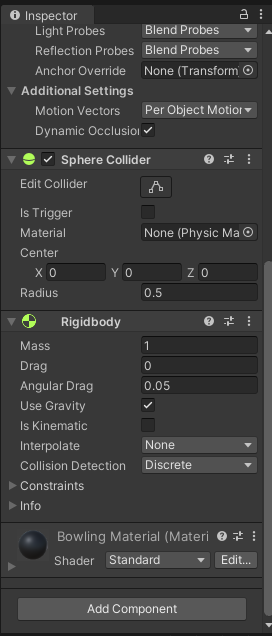 Inspector
Light Probes Blend Probes
Reflection Probes Blend Probes
Anchor Override None (Transform
Additional Settings
Motion Vectors Per Object Motion
Dynamic Occlusion
Sphere Collider
Edit Collider
Is Trigger
Material None (Physic Ma
Center
X 0 Y 0 Z 0
Radius 0.5
Rigidbody
Mass 1
Drag 0
Angular Drag 0.05
Use Gravity
Is Kinematic
Interpolate None
Collision Detection Discrete
Constraints
Info
Bowling Material (Materi
Shader Standard Edit...
Add Component